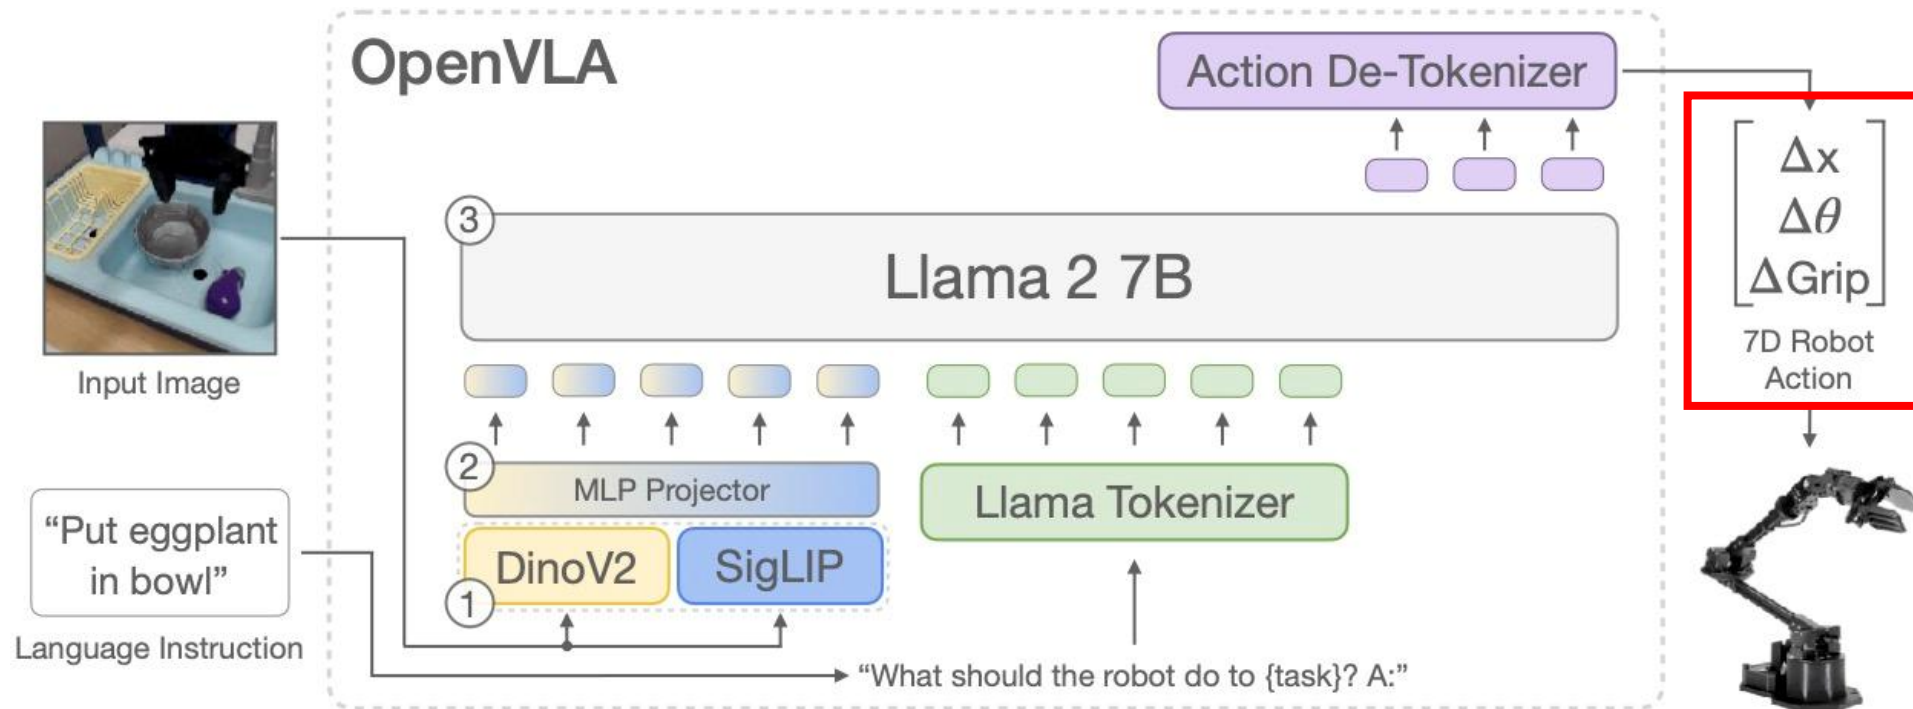 OpenVLA
Action De-Tokenizer
Δx
Δθ
ΔGrip
7D Robot
Action
3
Llama 2 7B
Input Image
2
MLP Projector
Llama Tokenizer
DinoV2
SigLIP
1
“Put eggplant
in bowl”
Language Instruction
“What should the robot do to {task}? A:”